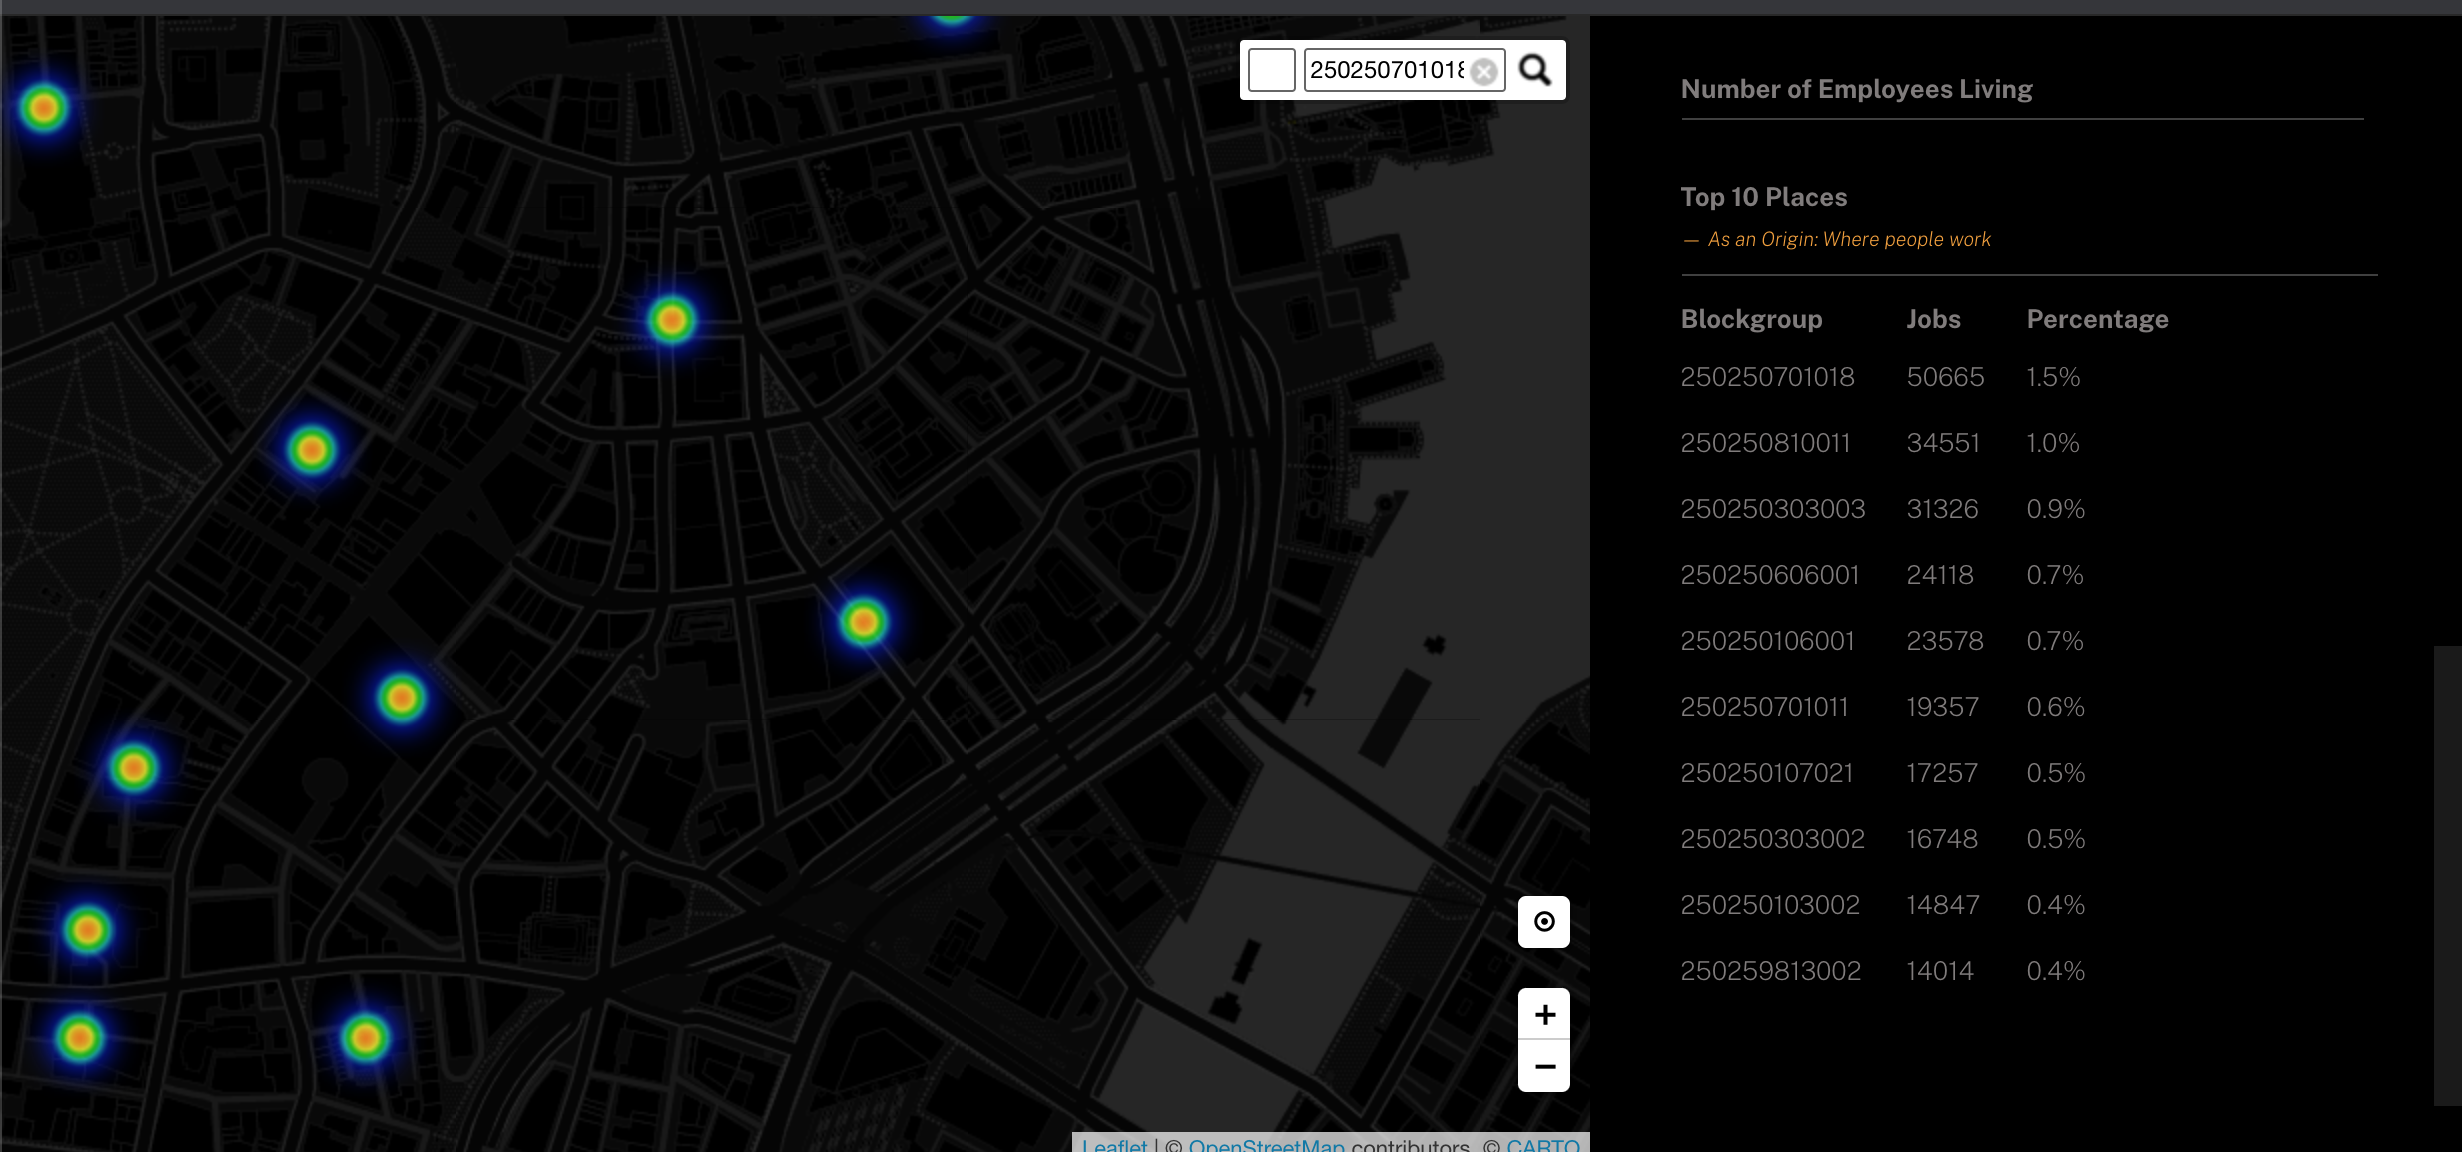 250250701018
Number of Employees Living
Top 10 Places
— As an Origin: Where people work
Blockgroup Jobs Percentage
250250701018 50665 1.5%
250250810011 34551 1.0%
250250303003 31326 0.9%
250250606001 24118 0.7%
250250106001 23578 0.7%
250250701011 19357 0.6%
250250107021 17257 0.5%
250250303002 16748 0.5%
250250103002 14847 0.4%
250259813002 14014 0.4%
+
−
Leaflet | © OpenStreetMap contributors, © CARTO